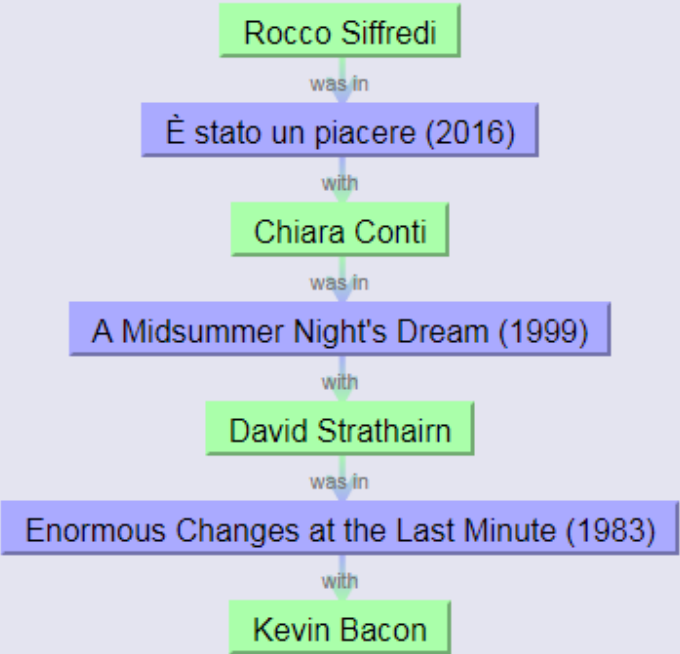 Rocco Siffredi
was in
È stato un piacere (2016)
with
Chiara Conti
was in
A Midsummer Night's Dream (1999)
with
David Strathairn
was in
Enormous Changes at the Last Minute (1983)
with
Kevin Bacon